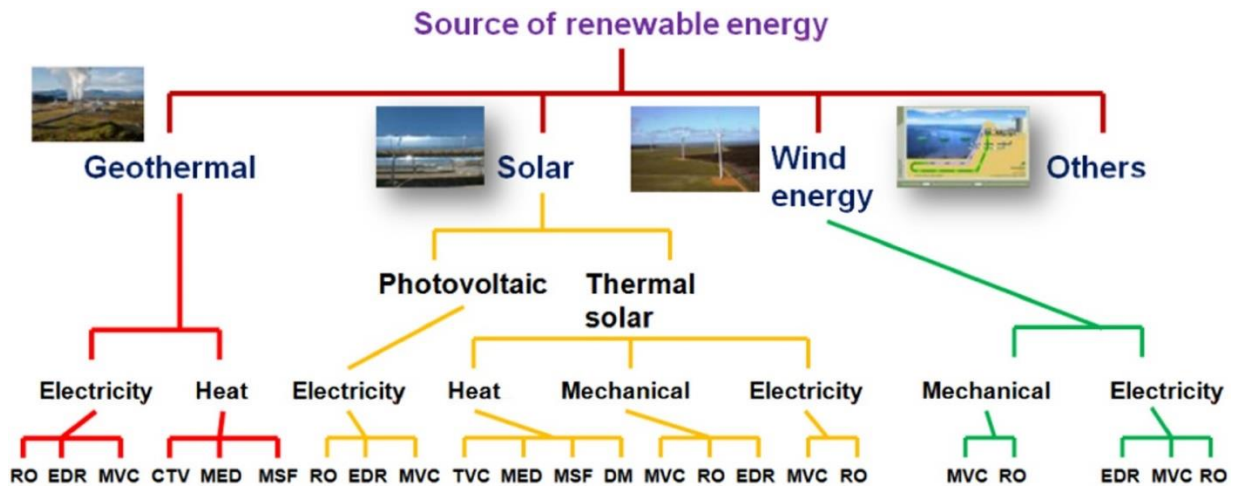 Source of renewable energy
Geothermal
Solar
Wind
energy
Others
Photovoltaic
Thermal
solar
Electricity Heat Electricity Heat Mechanical Electricity Mechanical Electricity
RO EDR MVC CTV MED MSF RO EDR MVC TVC MED MSF DM MVC RO EDR MVC RO MVC RO EDR MVC RO